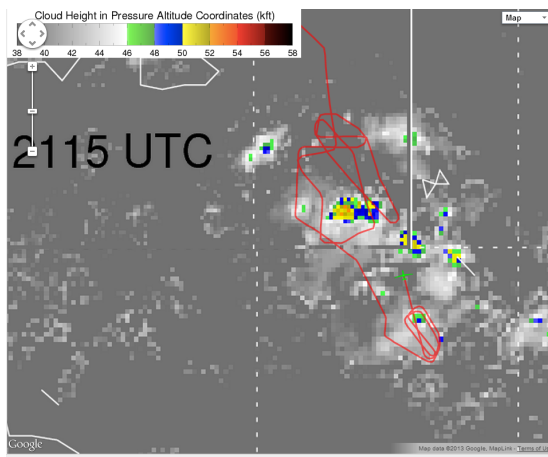 Cloud Height in Pressure Altitude Coordinates (kft)
38 40 42 44 46 48 50 52 54 56 58
Map
2115 UTC
Google
Map data ©2013 Google, MapLink - Terms of U